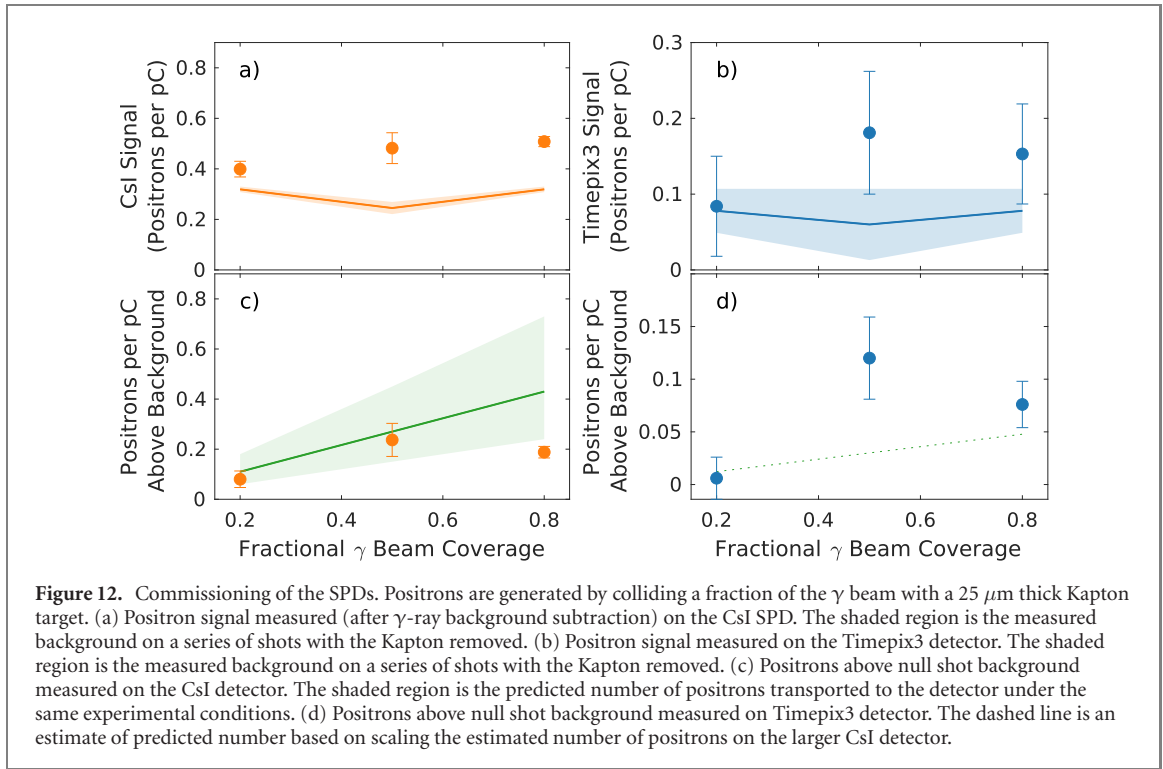 a)
CsI Signal
(Positrons per pC)
0.8
0.6
0.4
0.2
0
b)
Timepix3 Signal
(Positrons per pC)
0.3
0.2
0.1
0
c)
Positrons per pC
Above Background
0.8
0.6
0.4
0.2
0
0.2 0.4 0.6 0.8
Fractional γ Beam Coverage
d)
Positrons per pC
Above Background
0.15
0.1
0.05
0
0.2 0.4 0.6 0.8
Fractional γ Beam Coverage
Figure 12. Commissioning of the SPDs. Positrons are generated by colliding a fraction of the γ beam with a 25 μm thick Kapton
target. (a) Positron signal measured (after γ-ray background subtraction) on the CsI SPD. The shaded region is the measured
background on a series of shots with the Kapton removed. (b) Positron signal measured on the Timepix3 detector. The shaded
region is the measured background on a series of shots with the Kapton removed. (c) Positrons above null shot background
measured on the CsI detector. The shaded region is the predicted number of positrons transported to the detector under the
same experimental conditions. (d) Positrons above null shot background measured on Timepix3 detector. The dashed line is an
estimate of predicted number based on scaling the estimated number of positrons on the larger CsI detector.